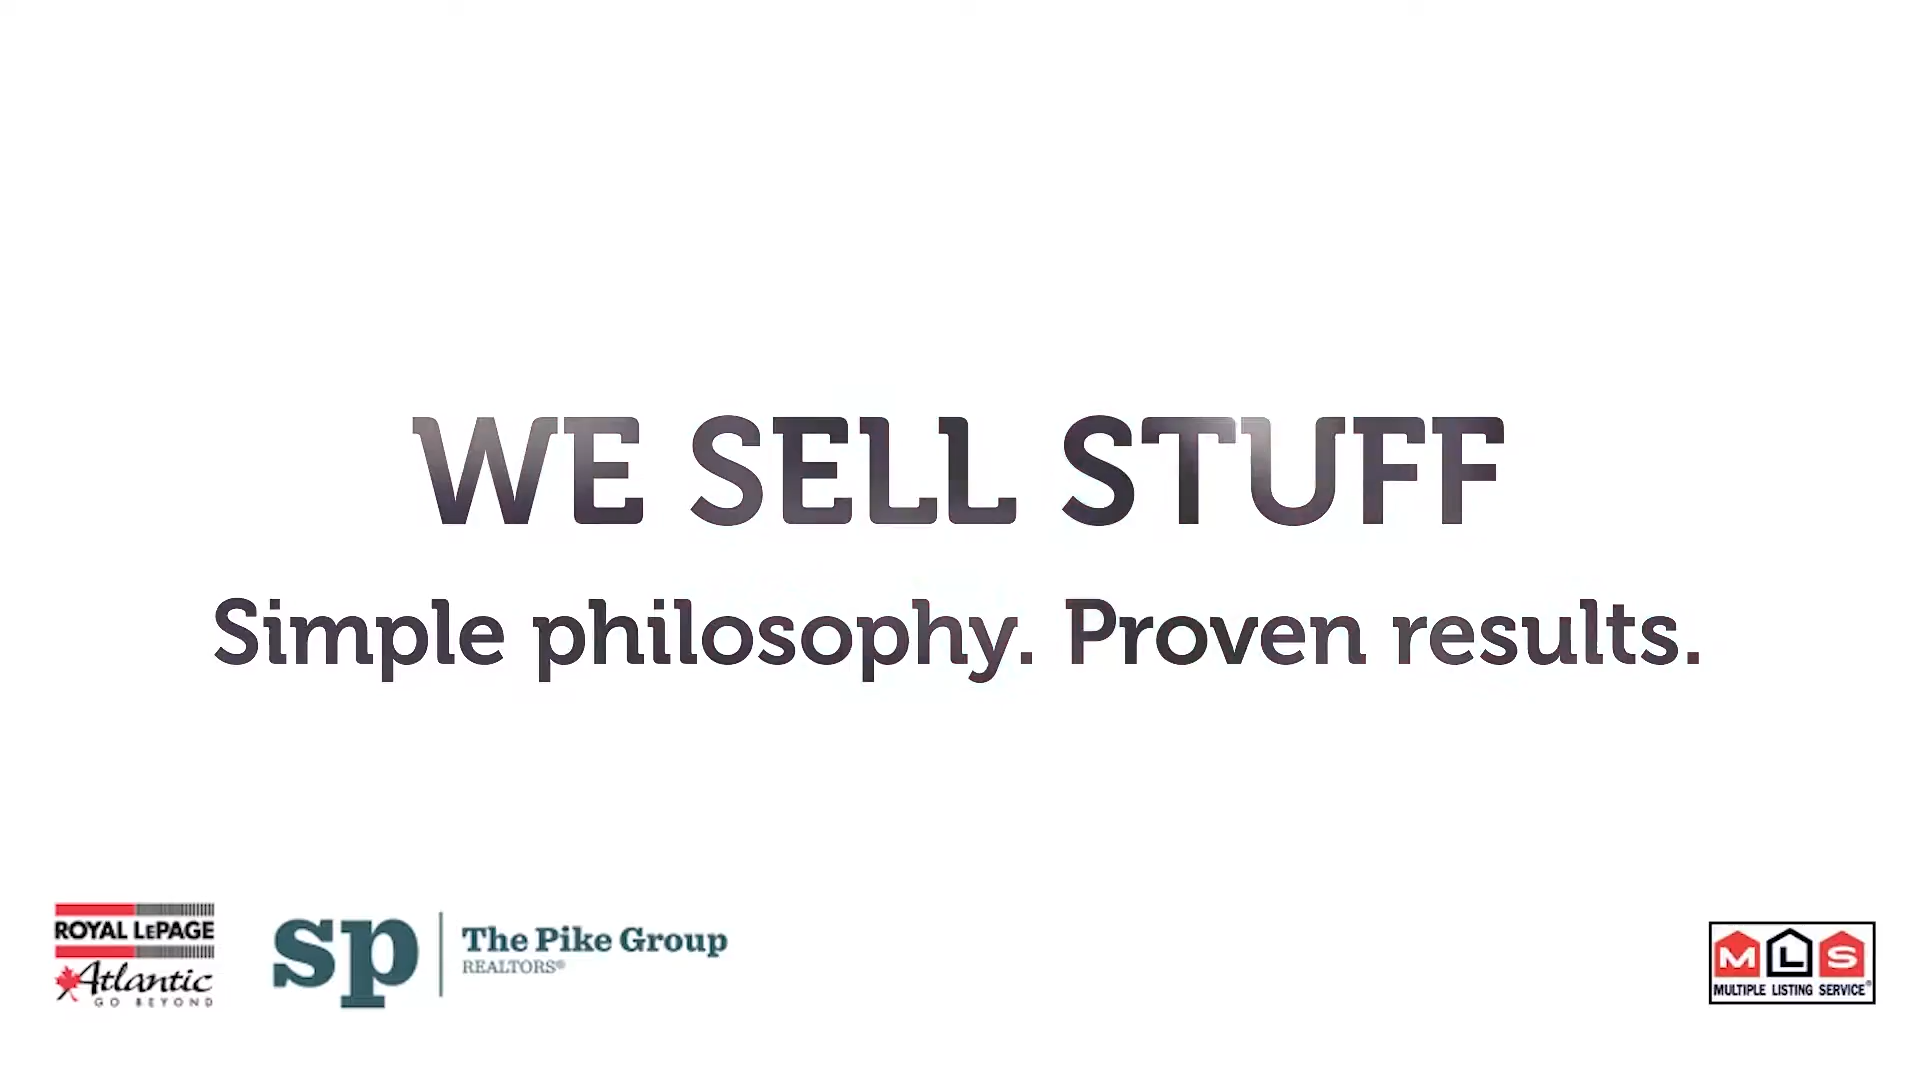 WE SELL STUFF
Simple philosophy. Proven results.
ROYAL LEPAGE
Atlantic
GO BEYOND
sp
The Pike Group
REALTORS®
MLS
MULTIPLE LISTING SERVICE®